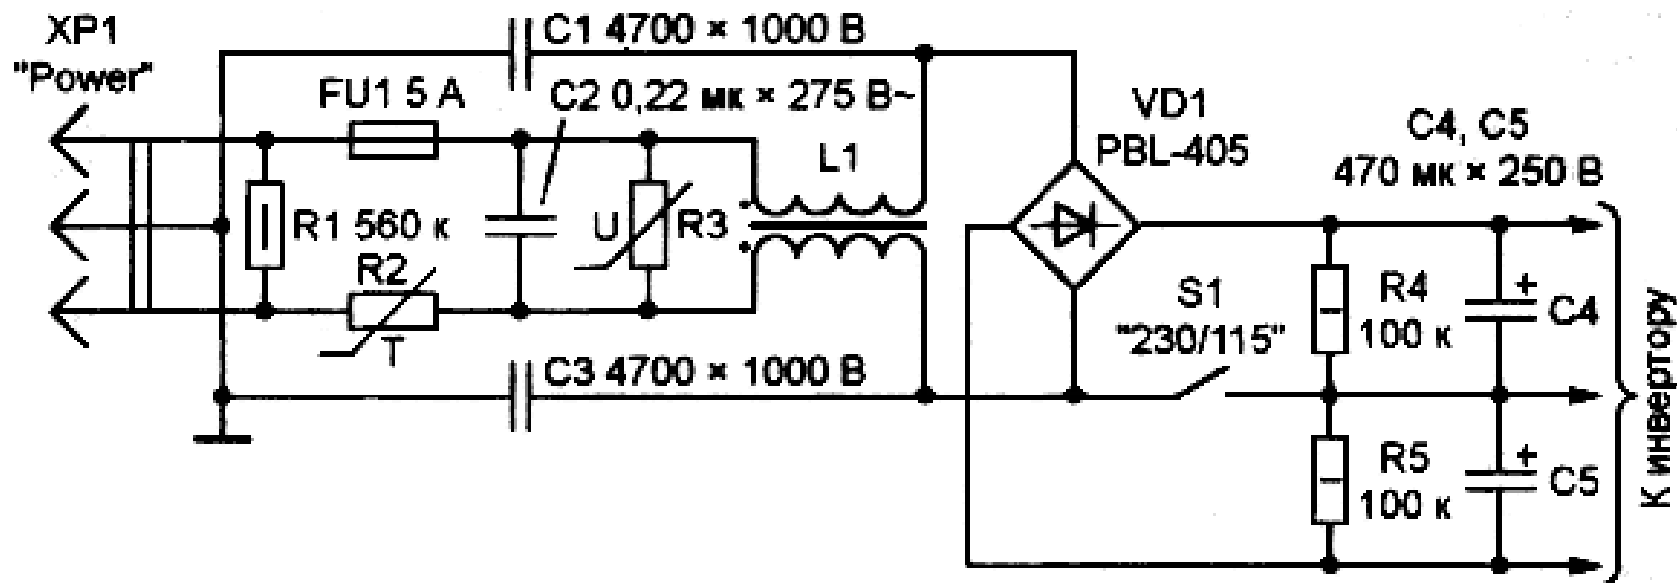 XP1
"Power"
C1 4700 × 1000 В
FU1 5 А
C2 0,22 мк × 275 В~
L1
VD1
PBL-405
C4, C5
470 мк × 250 В
R1 560 к
U
R3
R2
T
S1
"230/115"
R4
100 к
+
C4
C3 4700 × 1000 В
R5
100 к
+
C5
К инвертору